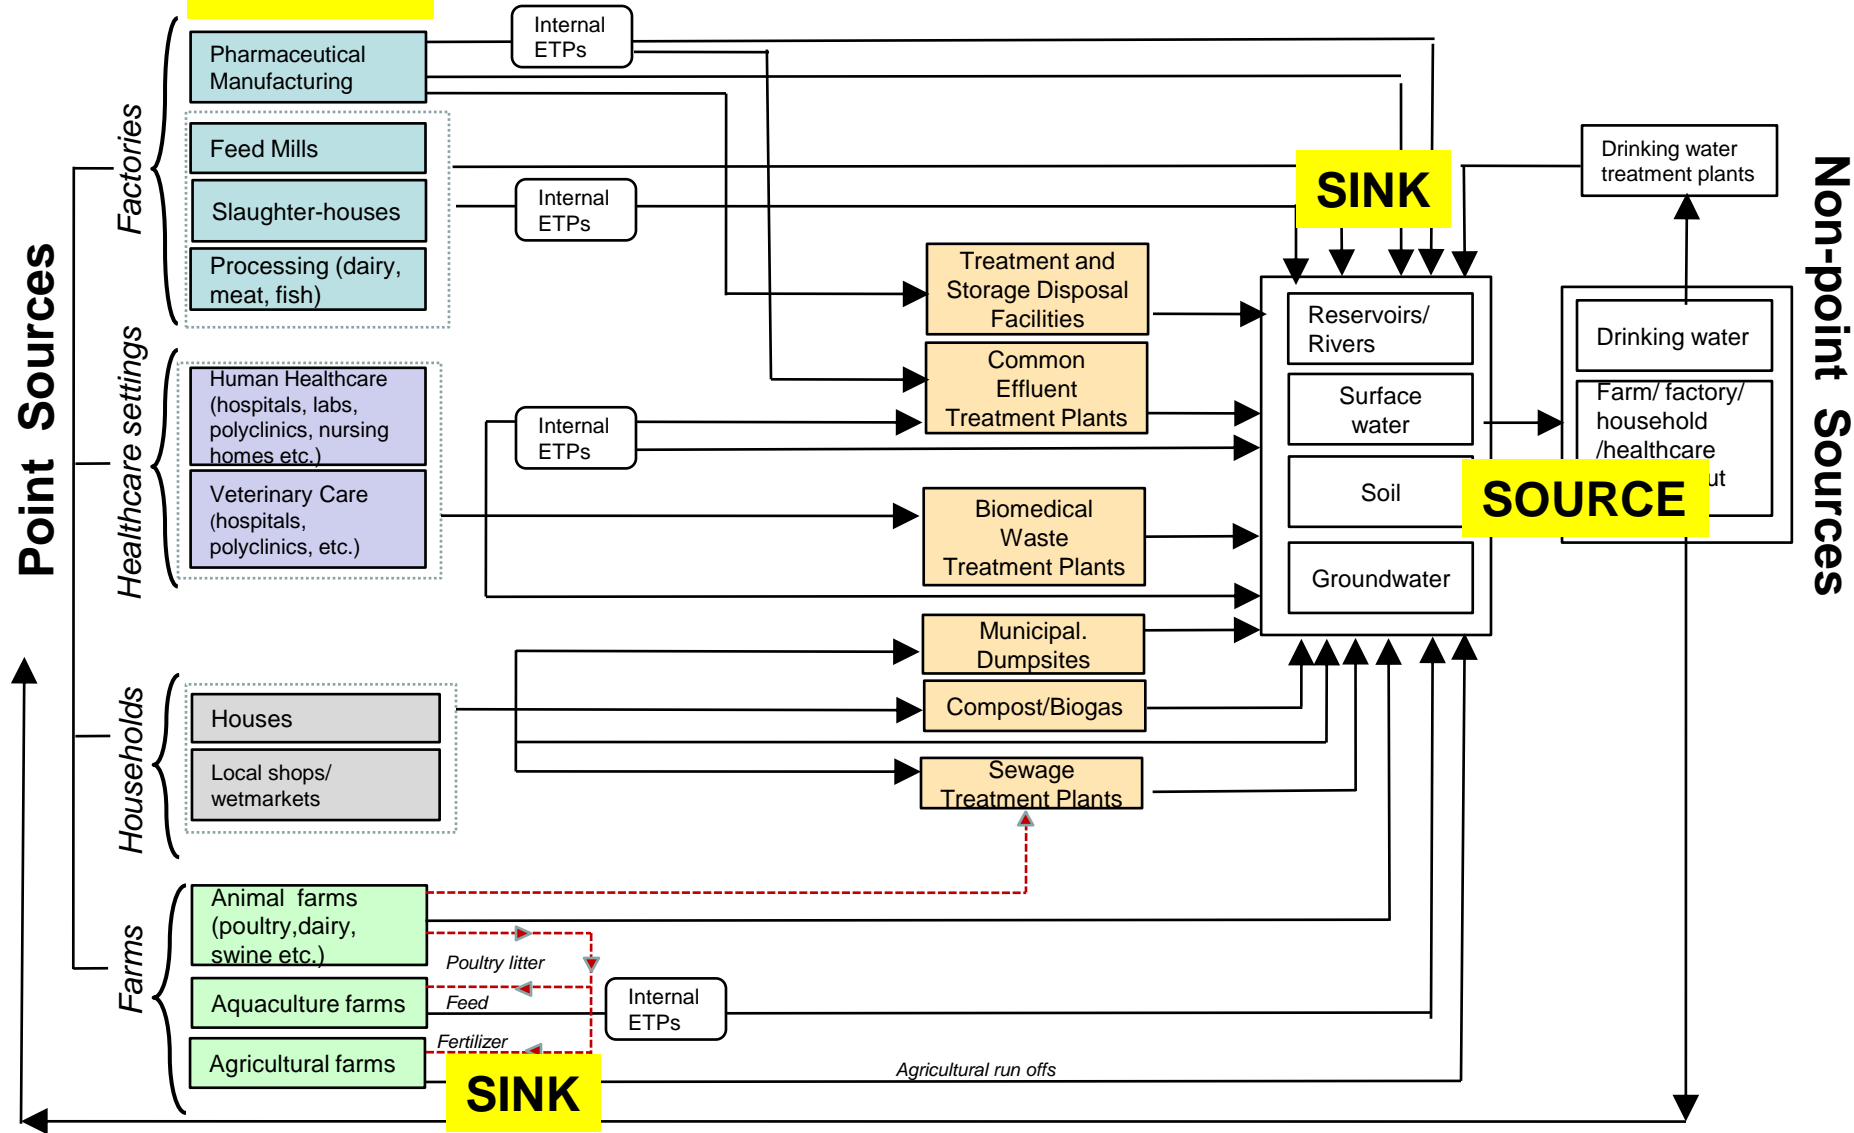 Internal
ETPs
Pharmaceutical
Manufacturing
Feed Mills
Slaughter-houses
Processing (dairy,
meat, fish)
Factories
Internal
ETPs
SINK
Drinking water
treatment plants
Treatment and
Storage Disposal
Facilities
Common
Effluent
Treatment Plants
Reservoirs/
Rivers
Surface
water
Soil
Groundwater
Drinking water
Farm/ factory/
household
/healthcare
ut
SOURCE
Non-point Sources
Point Sources
Healthcare settings
Human Healthcare
(hospitals, labs,
polyclinics, nursing
homes etc.)
Veterinary Care
(hospitals,
polyclinics, etc.)
Internal
ETPs
Biomedical
Waste
Treatment Plants
Municipal.
Dumpsites
Compost/Biogas
Sewage
Treatment Plants
Households
Houses
Local shops/
wetmarkets
Farms
Animal farms
(poultry,dairy,
swine etc.)
Poultry litter
Aquaculture farms
Feed
Internal
ETPs
Fertilizer
Agricultural farms
SINK
Agricultural run offs